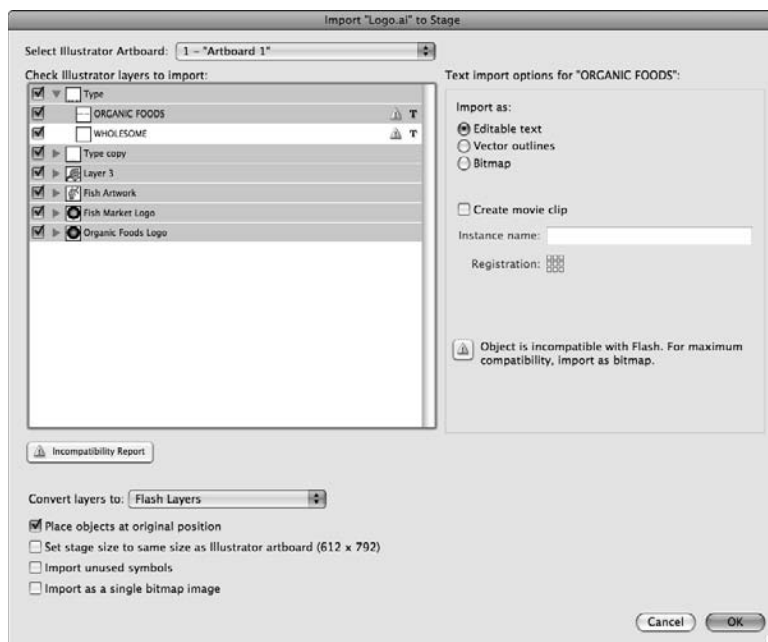 Import "Logo.ai" to Stage
Select Illustrator Artboard: 1 - "Artboard 1"
Check Illustrator layers to import:
Type
ORGANIC FOODS T
WHOLESOME T
Type copy
Layer 3
Fish Artwork
Fish Market Logo
Organic Foods Logo
Incompatibility Report
Convert layers to: Flash Layers
Place objects at original position
Set stage size to same size as Illustrator artboard (612 x 792)
Import unused symbols
Import as a single bitmap image
Text import options for "ORGANIC FOODS":
Import as:
Editable text
Vector outlines
Bitmap
Create movie clip
Instance name:
Registration:
Object is incompatible with Flash. For maximum
compatibility, import as bitmap.
Cancel OK